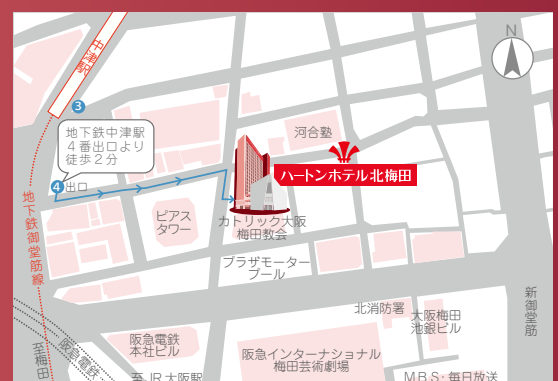 N
中津駅
3
地下鉄中津駅
4番出口より
徒歩2分
4 出口
河合塾
ハートンホテル北梅田
地下鉄御堂筋線
ピアス
タワー
カトリック大阪
梅田教会
プラザモーター
プール
新御堂筋
北消防署
大阪梅田
池銀ビル
至梅田
阪急電鉄
阪急電鉄
本社ビル
阪急インターナショナル
梅田芸術劇場
至JR大阪駅
MBS・毎日放送